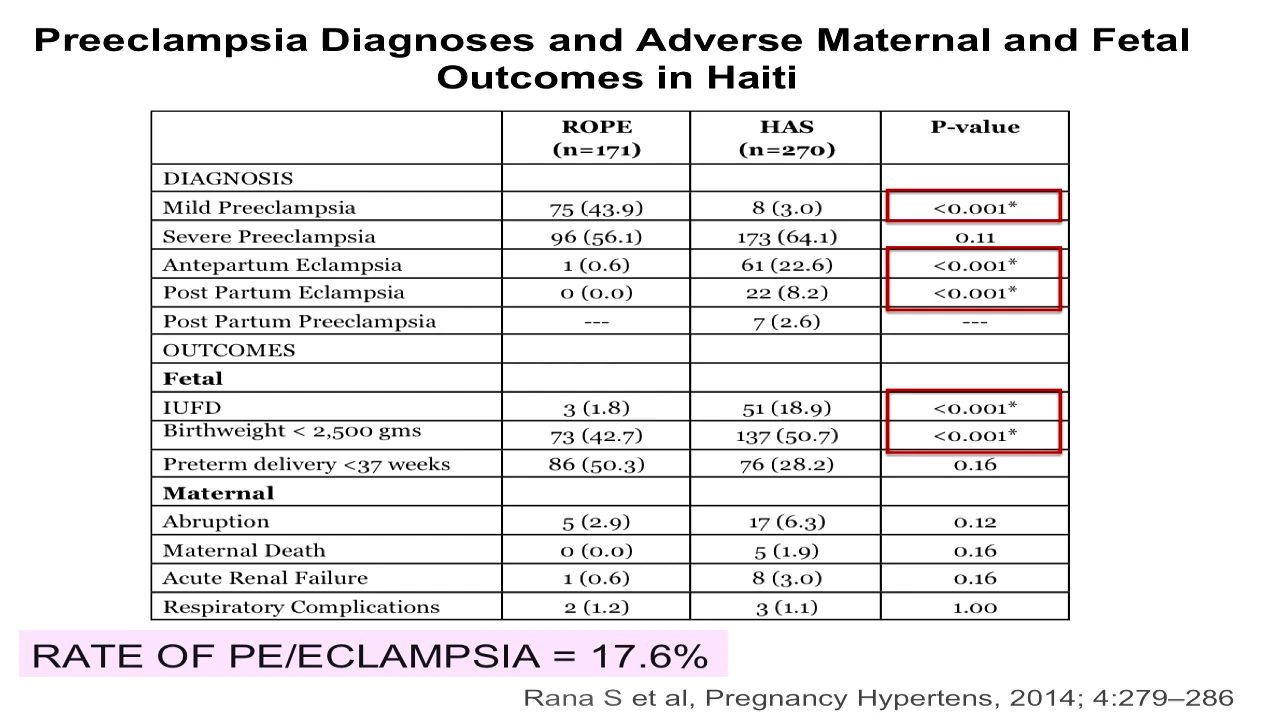 Preeclampsia Diagnoses and Adverse Maternal and Fetal
Outcomes in Haiti
ROPE (n=171) HAS (n=270) P-value
DIAGNOSIS
Mild Preeclampsia 75 (43.9) 8 (3.0) <0.001*
Severe Preeclampsia 96 (56.1) 173 (64.1) 0.11
Antepartum Eclampsia 1 (0.6) 61 (22.6) <0.001*
Post Partum Eclampsia 0 (0.0) 22 (8.2) <0.001*
Post Partum Preeclampsia --- 7 (2.6) ---
OUTCOMES
Fetal
IUFD 3 (1.8) 51 (18.9) <0.001*
Birthweight < 2,500 gms 73 (42.7) 137 (50.7) <0.001*
Preterm delivery <37 weeks 86 (50.3) 76 (28.2) 0.16
Maternal
Abruption 5 (2.9) 17 (6.3) 0.12
Maternal Death 0 (0.0) 5 (1.9) 0.16
Acute Renal Failure 1 (0.6) 8 (3.0) 0.16
Respiratory Complications 2 (1.2) 3 (1.1) 1.00
RATE OF PE/ECLAMPSIA = 17.6%
Rana S et al, Pregnancy Hypertens, 2014; 4:279–286